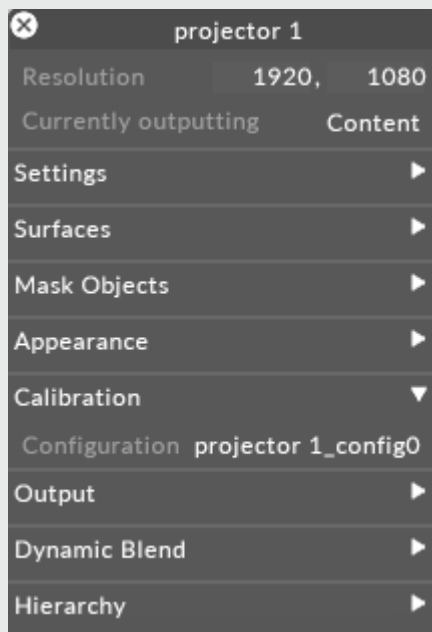 projector 1
Resolution 1920, 1080
Currently outputting Content
Settings
Surfaces
Mask Objects
Appearance
Calibration
Configuration projector 1_config0
Output
Dynamic Blend
Hierarchy